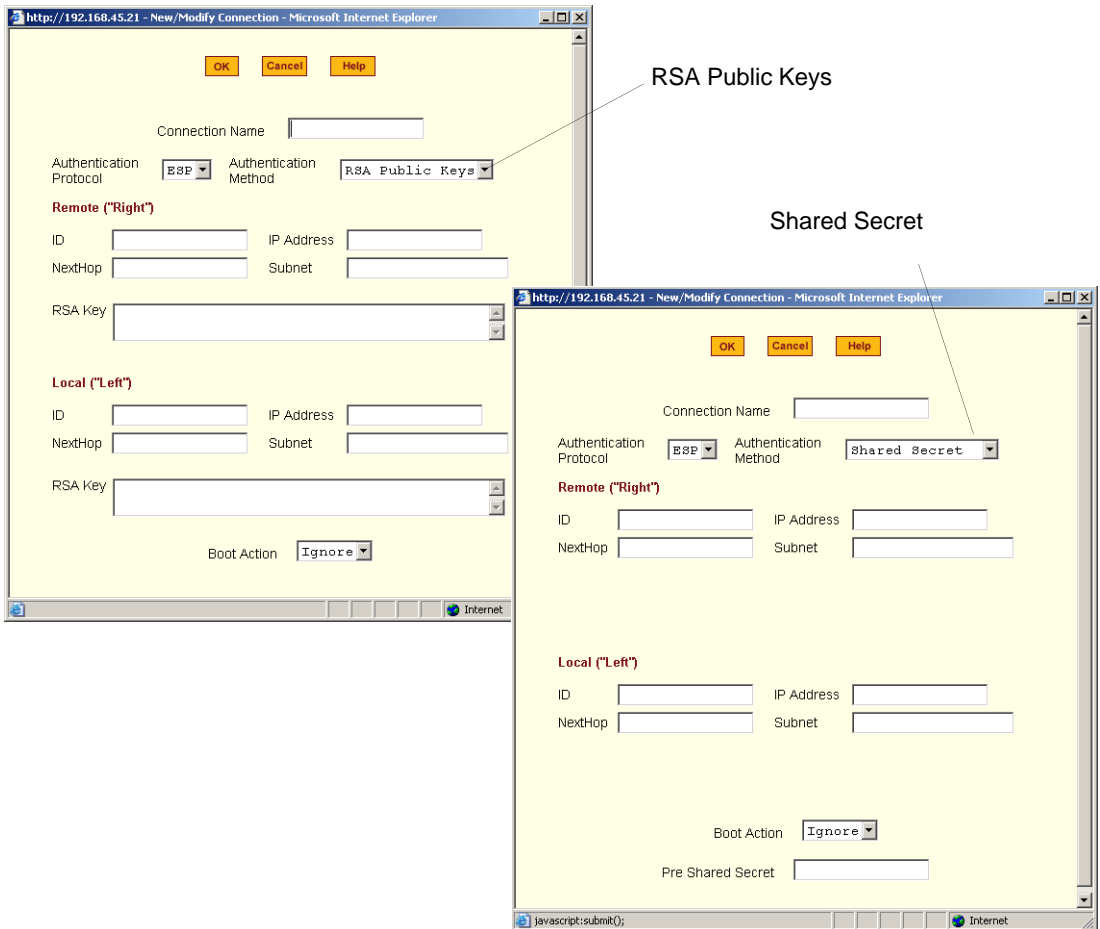 http://192.168.45.21 - New/Modify Connection - Microsoft Internet Explorer
OK Cancel Help
RSA Public Keys
Connection Name
Authentication Protocol ESP Authentication Method RSA Public Keys
Remote ("Right")
ID IP Address
NextHop Subnet
RSA Key
Local ("Left")
ID IP Address
NextHop Subnet
RSA Key
Boot Action Ignore
Internet
Shared Secret
http://192.168.45.21 - New/Modify Connection - Microsoft Internet Explorer
OK Cancel Help
Connection Name
Authentication Protocol ESP Authentication Method Shared Secret
Remote ("Right")
ID IP Address
NextHop Subnet
Local ("Left")
ID IP Address
NextHop Subnet
Boot Action Ignore
Pre Shared Secret
javascript:submit(); Internet